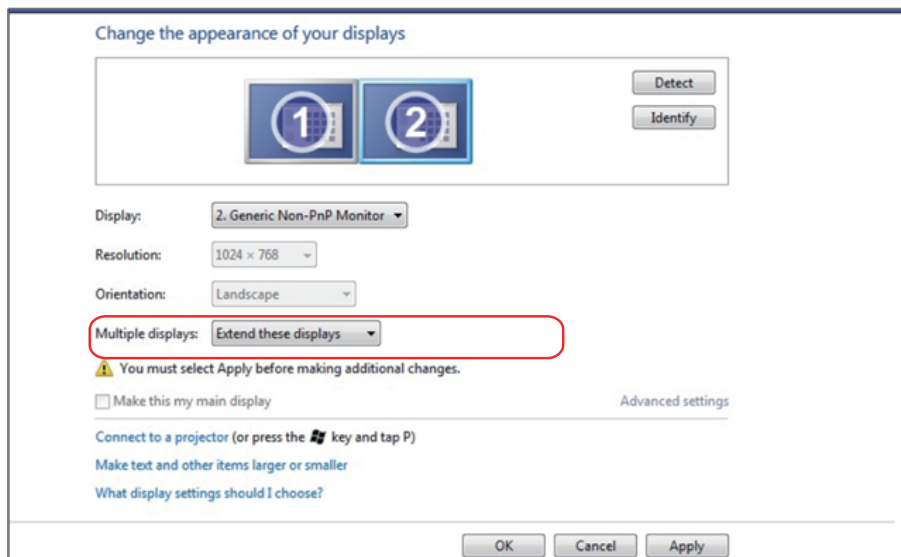 Change the appearance of your displays
1 2
Detect
Identify
Display: 2. Generic Non-PnP Monitor
Resolution: 1024 × 768
Orientation: Landscape
Multiple displays: Extend these displays
You must select Apply before making additional changes.
Make this my main display Advanced settings
Connect to a projector (or press the key and tap P)
Make text and other items larger or smaller
What display settings should I choose?
OK Cancel Apply